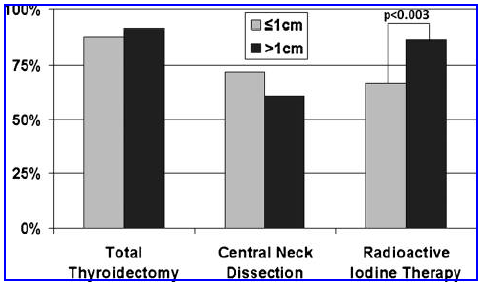 100%
75%
50%
25%
0%
≤1cm
>1cm
p<0.003
Total
Thyroidectomy
Central Neck
Dissection
Radioactive
Iodine Therapy